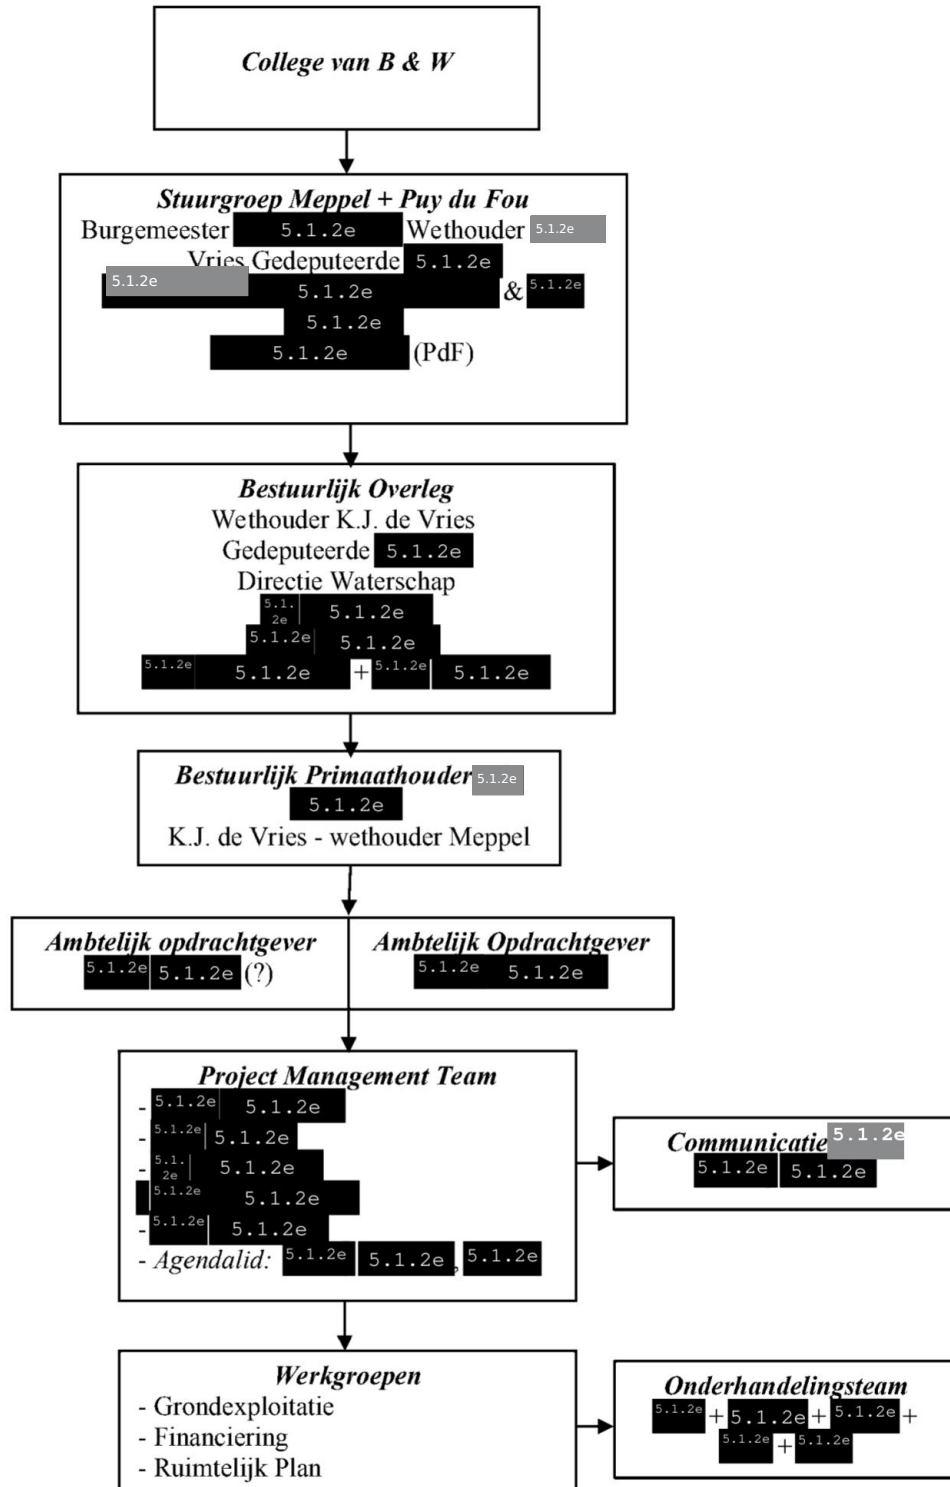 College van B & W
Stuurgroep Meppel + Puy du Fou
Burgemeester 5.1.2e Wethouder 5.1.2e
Vries Gedeputeerde 5.1.2e
5.1.2e 5.1.2e & 5.1.2e
5.1.2e
5.1.2e (PdF)
Bestuurlijk Overleg
Wethouder K.J. de Vries
Gedeputeerde 5.1.2e
Directie Waterschap
5.1.2e 5.1.2e
5.1.2e 5.1.2e
5.1.2e 5.1.2e + 5.1.2e 5.1.2e
Bestuurlijk Primaathouder 5.1.2e
5.1.2e
K.J. de Vries - wethouder Meppel
Ambtelijk opdrachtgever
5.1.2e 5.1.2e (?)
Ambtelijk Opdrachtgever
5.1.2e 5.1.2e
Project Management Team
- 5.1.2e 5.1.2e
- 5.1.2e 5.1.2e
- 5.1.2e 5.1.2e
5.1.2e 5.1.2e
- 5.1.2e 5.1.2e
- Agendalid: 5.1.2e 5.1.2e, 5.1.2e
Communicatie 5.1.2e
5.1.2e 5.1.2e
Werkgroepen
- Grondexploitatie
- Financiering
- Ruimtelijk Plan
Onderhandelingsteam
5.1.2e + 5.1.2e + 5.1.2e +
5.1.2e + 5.1.2e